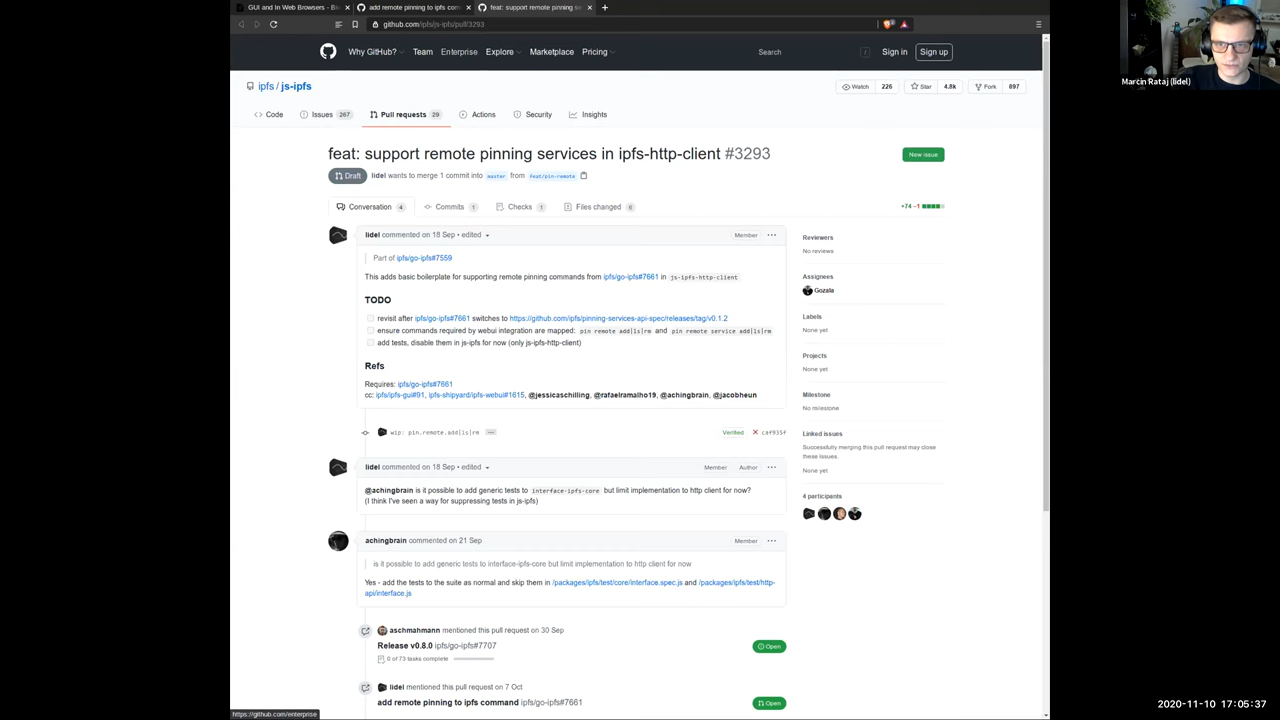 GUI and In Web Browsers - Bl
add remote pinning to ipfs com
feat: support remote pinning se
github.com/ipfs/js-ipfs/pull/3293
Why GitHub? Team Enterprise Explore Marketplace Pricing Search / Sign in Sign up
ipfs / js-ipfs
Watch 226 Star 4.8k Fork 897
Code Issues 267 Pull requests 29 Actions Security Insights
feat: support remote pinning services in ipfs-http-client #3293
New issue
Draft lidel wants to merge 1 commit into master from feat/pin-remote
Conversation 4 Commits 1 Checks 1 Files changed 6
+74 −1
lidel commented on 18 Sep • edited
Member
Part of ipfs/go-ipfs#7559
This adds basic boilerplate for supporting remote pinning commands from ipfs/go-ipfs#7661 in js-ipfs-http-client
TODO
revisit after ipfs/go-ipfs#7661 switches to https://github.com/ipfs/pinning-services-api-spec/releases/tag/v0.1.2
ensure commands required by webui integration are mapped: pin remote add|ls|rm and pin remote service add|ls|rm
add tests, disable them in js-ipfs for now (only js-ipfs-http-client)
Refs
Requires: ipfs/go-ipfs#7661
cc: ipfs/ipfs-gui#91, ipfs-shipyard/ipfs-webui#1615, @jessicaschilling, @rafaelramalho19, @achingbrain, @jacobheun
wip: pin.remote.add|ls|rm
Verified
caf9354
lidel commented on 18 Sep • edited
Member Author
@achingbrain is it possible to add generic tests to interface-ipfs-core but limit implementation to http client for now?
(I think I've seen a way for suppressing tests in js-ipfs)
achingbrain commented on 21 Sep
Member
is it possible to add generic tests to interface-ipfs-core but limit implementation to http client for now
Yes - add the tests to the suite as normal and skip them in /packages/ipfs/test/core/interface.spec.js and /packages/ipfs/test/http-
api/interface.js
aschmahmann mentioned this pull request on 30 Sep
Release v0.8.0 ipfs/go-ipfs#7707
Open
0 of 73 tasks complete
lidel mentioned this pull request on 7 Oct
add remote pinning to ipfs command ipfs/go-ipfs#7661
Open
Reviewers
No reviews
Assignees
Gozala
Labels
None yet
Projects
None yet
Milestone
No milestone
Linked issues
Successfully merging this pull request may close
these issues.
None yet
4 participants
https://github.com/enterprise
Marcin Rataj (lidel)
2020-11-10 17:05:37